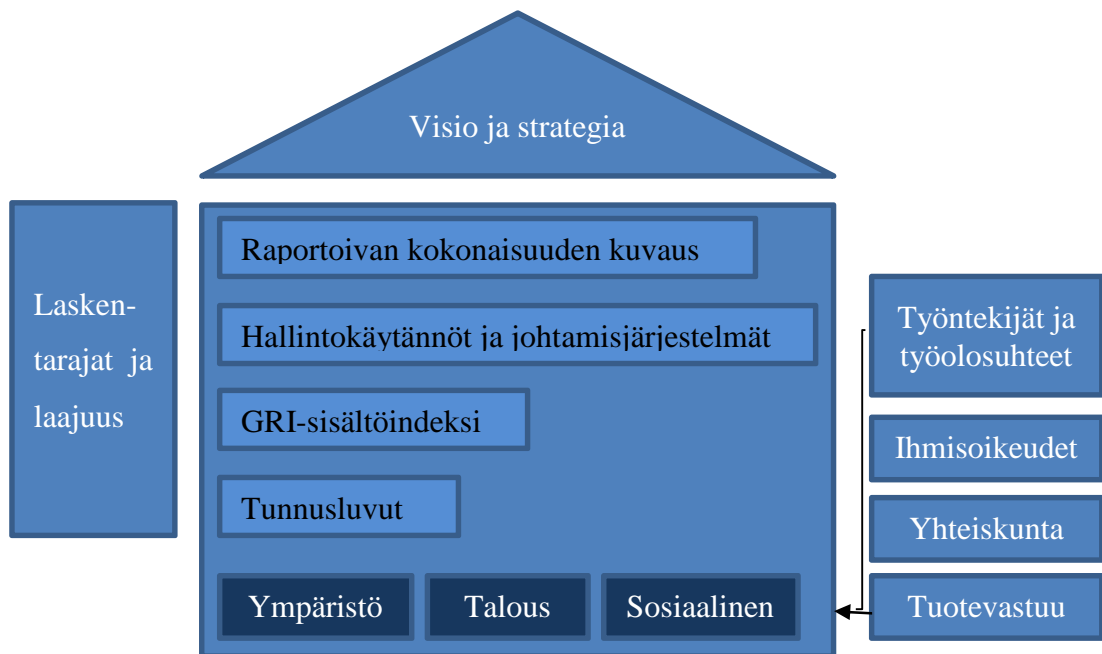 Visio ja strategia
Lasken-
tarajat ja
laajuus
Raportoivan kokonaisuuden kuvaus
Hallintokäytännöt ja johtamisjärjestelmät
GRI-sisältöindeksi
Tunnusluvut
Ympäristö
Talous
Sosiaalinen
Työntekijät ja
työolosuhteet
Ihmisoikeudet
Yhteiskunta
Tuotevastuu